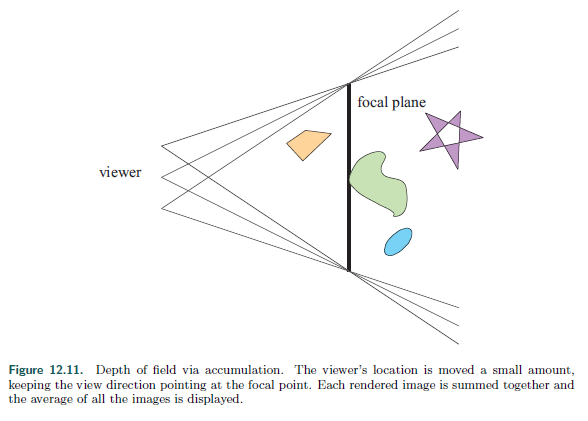 focal plane
viewer
Figure 12.11. Depth of field via accumulation. The viewer's location is moved a small amount,
keeping the view direction pointing at the focal point. Each rendered image is summed together and
the average of all the images is displayed.